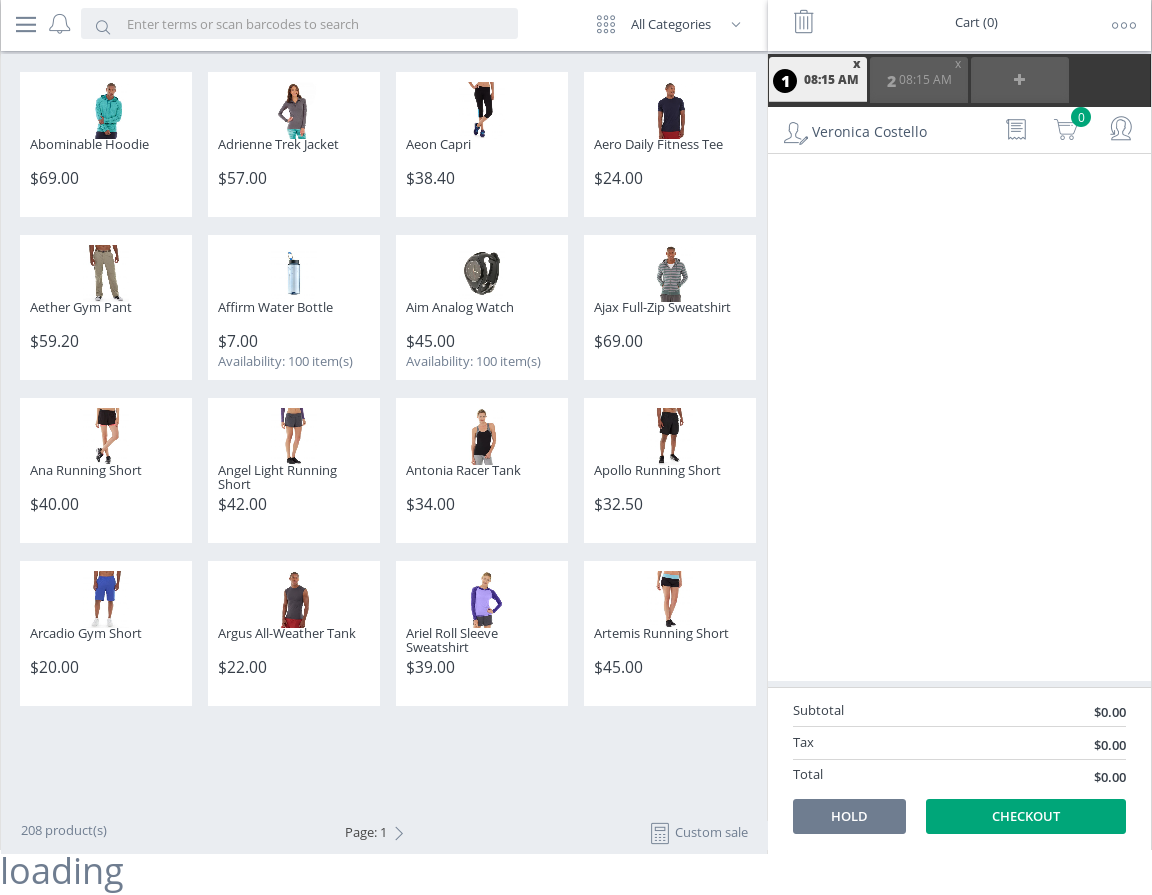 Enter terms or scan barcodes to search
All Categories
Cart (0)
1 08:15 AM x
2 08:15 AM x
+
Veronica Costello
0
Abominable Hoodie
$69.00
Adrienne Trek Jacket
$57.00
Aeon Capri
$38.40
Aero Daily Fitness Tee
$24.00
Aether Gym Pant
$59.20
Affirm Water Bottle
$7.00
Availability: 100 item(s)
Aim Analog Watch
$45.00
Availability: 100 item(s)
Ajax Full-Zip Sweatshirt
$69.00
Ana Running Short
$40.00
Angel Light Running
Short
$42.00
Antonia Racer Tank
$34.00
Apollo Running Short
$32.50
Arcadio Gym Short
$20.00
Argus All-Weather Tank
$22.00
Ariel Roll Sleeve
Sweatshirt
$39.00
Artemis Running Short
$45.00
Subtotal $0.00
Tax $0.00
Total $0.00
HOLD
CHECKOUT
208 product(s)
Page: 1
Custom sale
loading